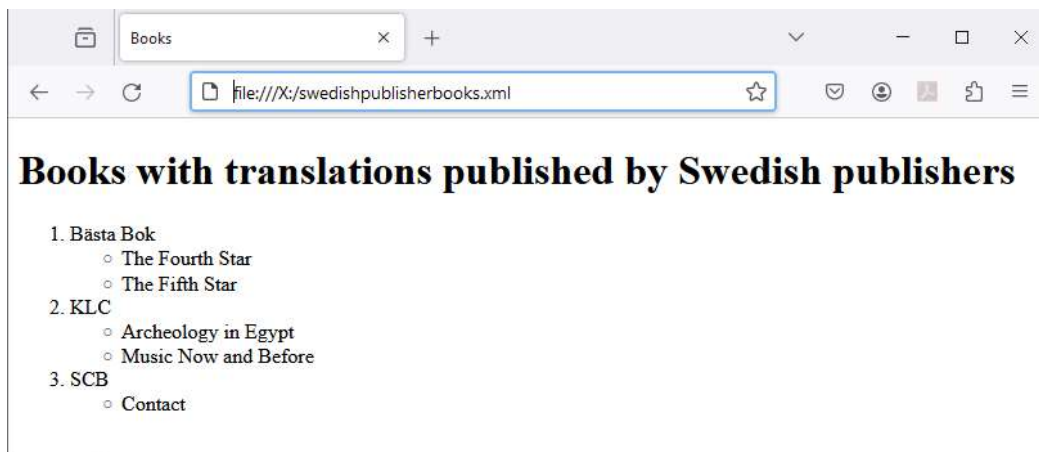 Books
file:///X:/swedishpublisherbooks.xml
Books with translations published by Swedish publishers
1. Bästa Bok
○ The Fourth Star
○ The Fifth Star
2. KLC
○ Archeology in Egypt
○ Music Now and Before
3. SCB
○ Contact